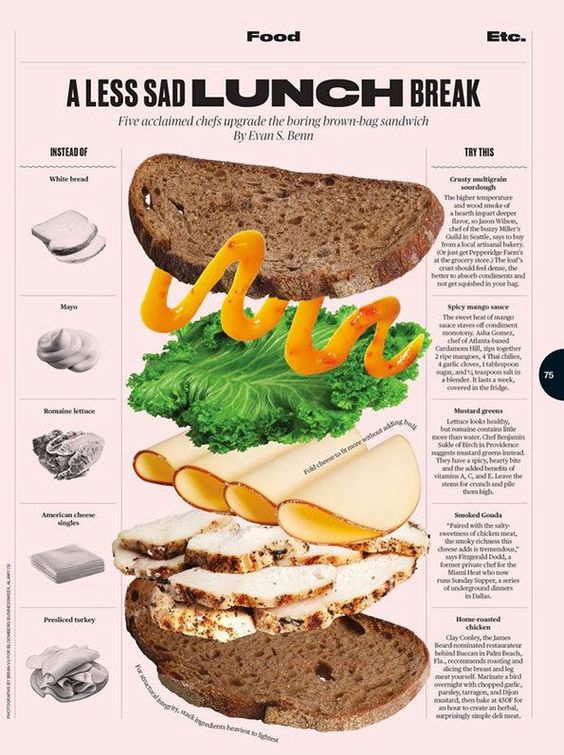 Food
Etc.
A LESS SAD LUNCH BREAK
Five acclaimed chefs upgrade the boring brown-bag sandwich
By Evan S. Benn
INSTEAD OF
White bread
Mayo
Romaine lettuce
American cheese
singles
Presliced turkey
Fold cheese to fit more without adding bulk
For structural integrity, stack ingredients heaviest to lightest
TRY THIS
Crusty multigrain
sourdough
The higher temperature
and wood smoke of
a hearth impart deeper
flavor, so Jason Wilson,
chef of the buzzy Miller's
Guild in Seattle, says to buy
from a local artisanal bakery.
(Or just get Pepperidge Farm's
at the grocery store.) The loaf's
crust should feel dense, the
better to absorb condiments and
not get squished in your bag.
Spicy mango sauce
The sweet heat of mango
sauce staves off condiment
monotony. Asha Gomez,
chef of Atlanta-based
Cardamom Hill, zips together
2 ripe mangoes, 4 Thai chilies,
4 garlic cloves, 1 tablespoon
sugar, and ¼ teaspoon salt in
a blender. It lasts a week,
covered in the fridge.
Mustard greens
Lettuce looks healthy,
but romaine contains little
more than water. Chef Benjamin
Sukle of Birch in Providence
suggests mustard greens instead.
They have a spicy, hearty bite
and the added benefits of
vitamins A, C, and E. Leave the
stems for crunch and pile
them high.
Smoked Gouda
"Paired with the salty-
sweetness of chicken meat,
the smoky richness this
cheese adds is tremendous,"
says Fitzgerald Dodd, a
former private chef for the
Miami Heat who now
runs Sunday Supper, a series
of underground dinners
in Dallas.
Home-roasted
chicken
Clay Conley, the James
Beard-nominated restaurateur
behind Buccan in Palm Beach,
Fla., recommends roasting and
slicing the breast and leg
meat yourself. Marinate a bird
overnight with chopped garlic,
parsley, tarragon, and Dijon
mustard, then bake at 450F for
an hour to create an herbal,
surprisingly simple deli meat.
75
PHOTOGRAPHS BY BRIAN VU FOR BLOOMBERG BUSINESSWEEK; ALAMY (5)